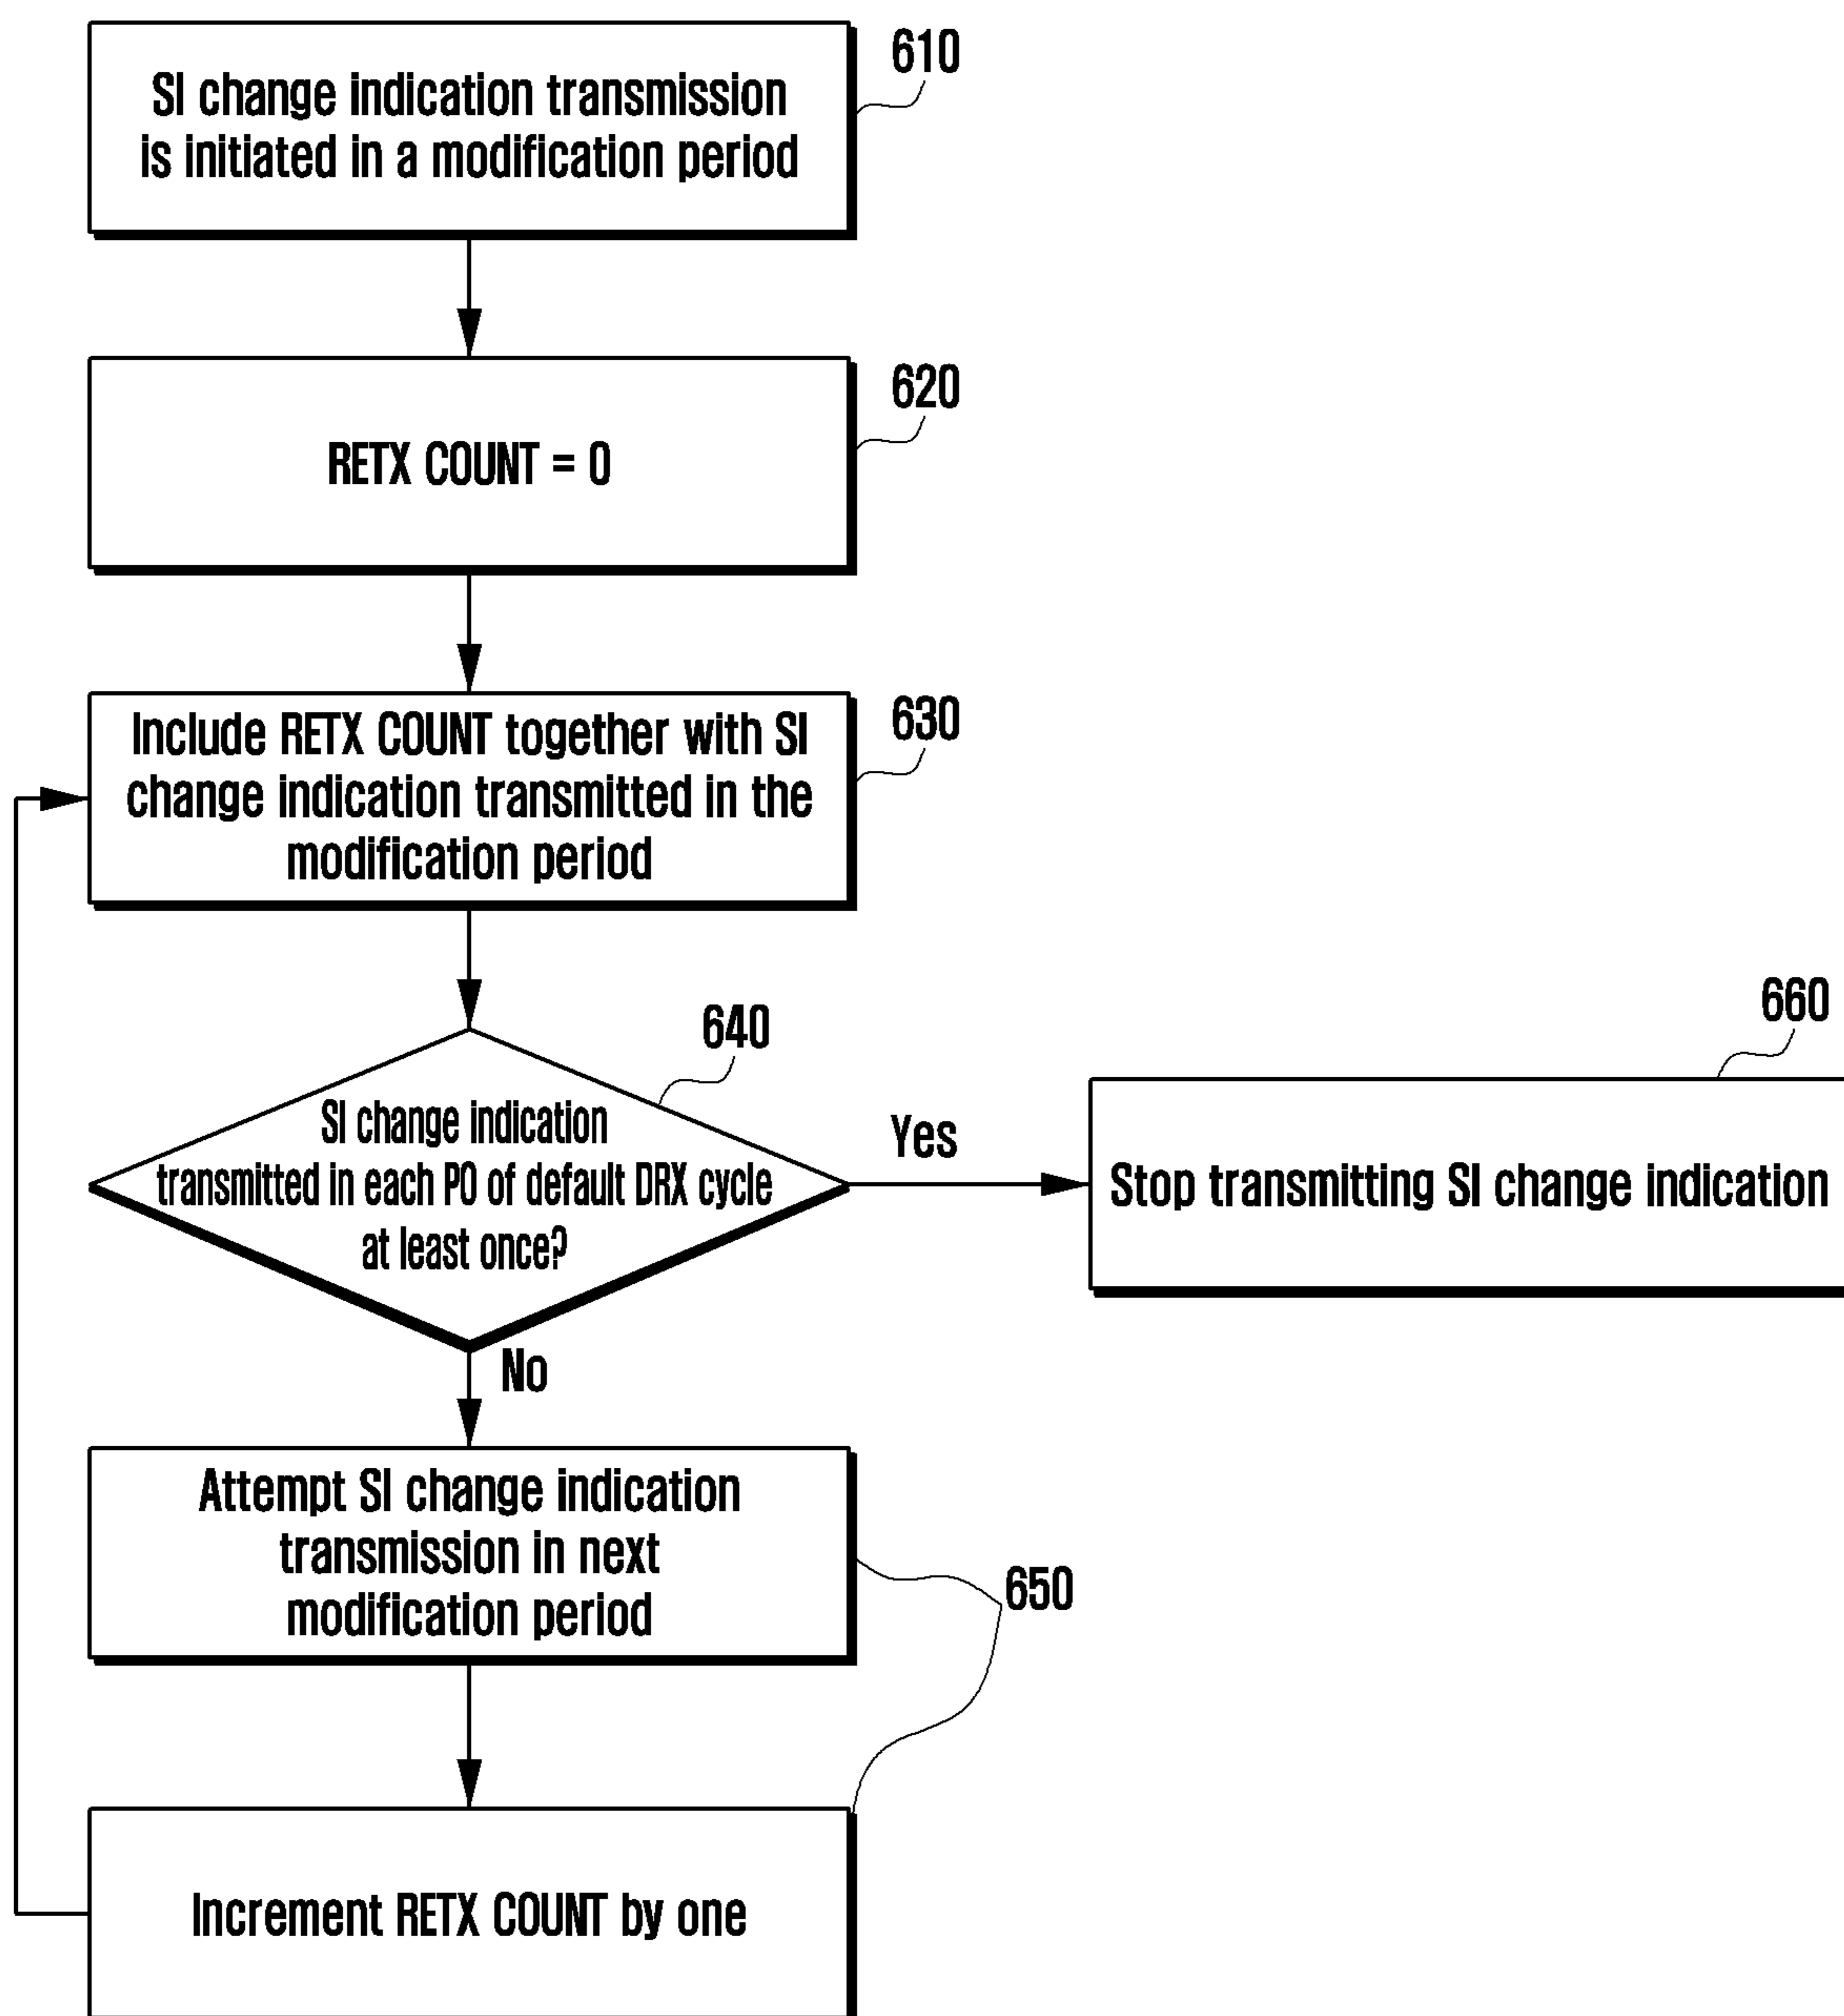 SI change indication transmission
is initiated in a modification period
610
RETX COUNT = 0
620
Include RETX COUNT together with SI
change indication transmitted in the
modification period
630
SI change indication
transmitted in each PO of default DRX cycle
at least once?
640
Yes
Stop transmitting SI change indication
660
No
Attempt SI change indication
transmission in next
modification period
650
Increment RETX COUNT by one